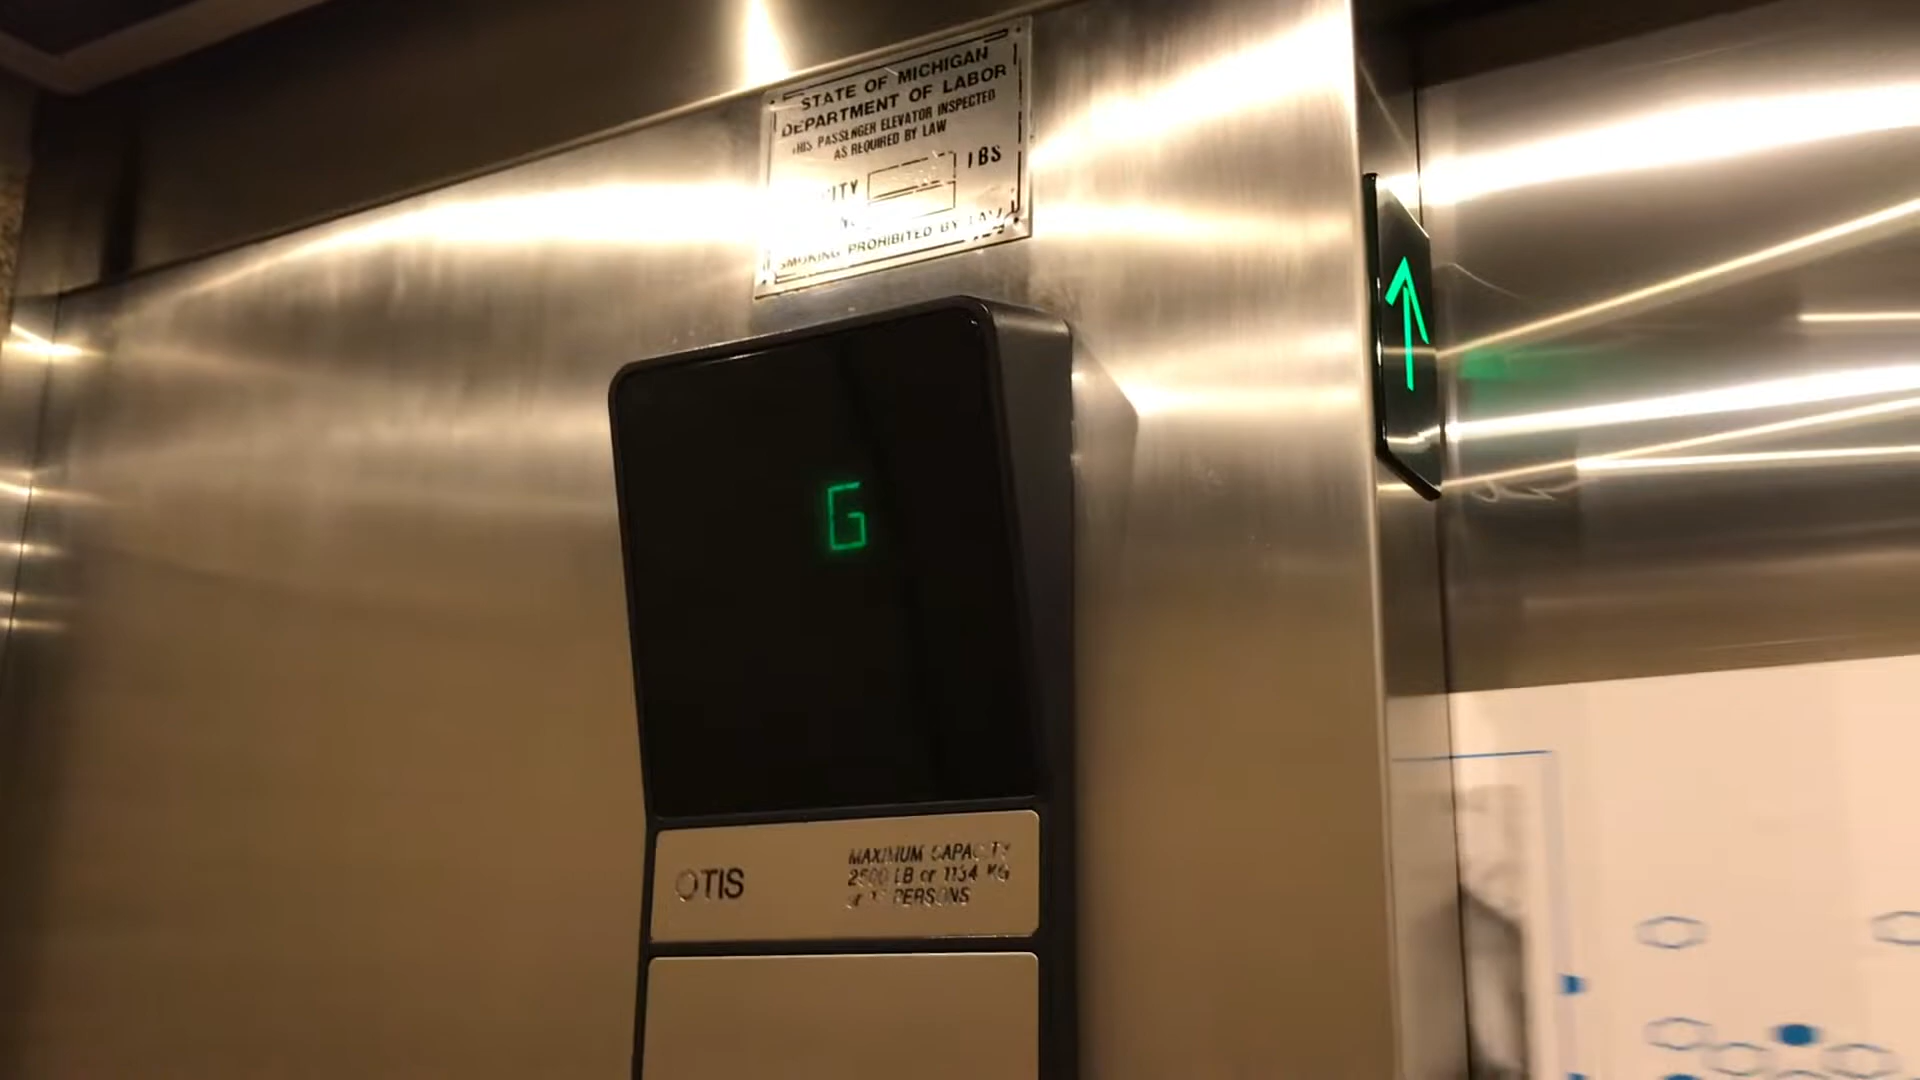 STATE OF MICHIGAN
DEPARTMENT OF LABOR
THIS PASSENGER ELEVATOR INSPECTED
AS REQUIRED BY LAW
LBS
SMOKING PROHIBITED BY LAW
G
OTIS
MAXIMUM CAPACITY
2500 LB or 1134 KG
or PERSONS